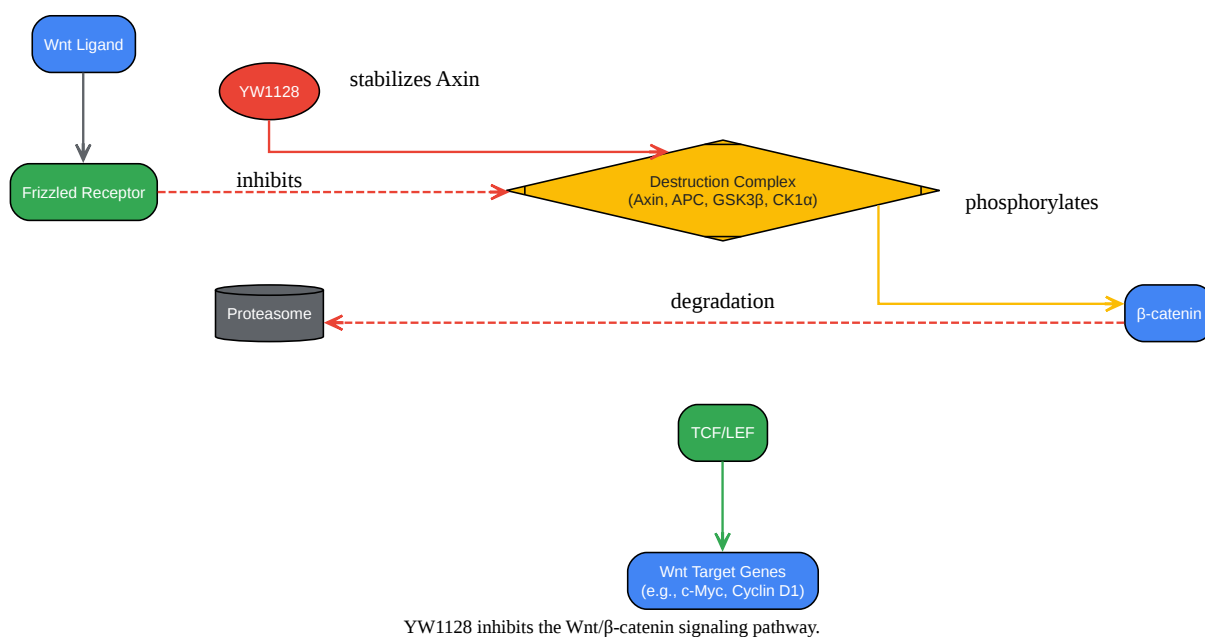 Wnt Ligand
YW1128
stabilizes Axin
Frizzled Receptor
inhibits
Destruction Complex
(Axin, APC, GSK3β, CK1α)
phosphorylates
degradation
Proteasome
β-catenin
TCF/LEF
Wnt Target Genes
(e.g., c-Myc, Cyclin D1)
YW1128 inhibits the Wnt/β-catenin signaling pathway.